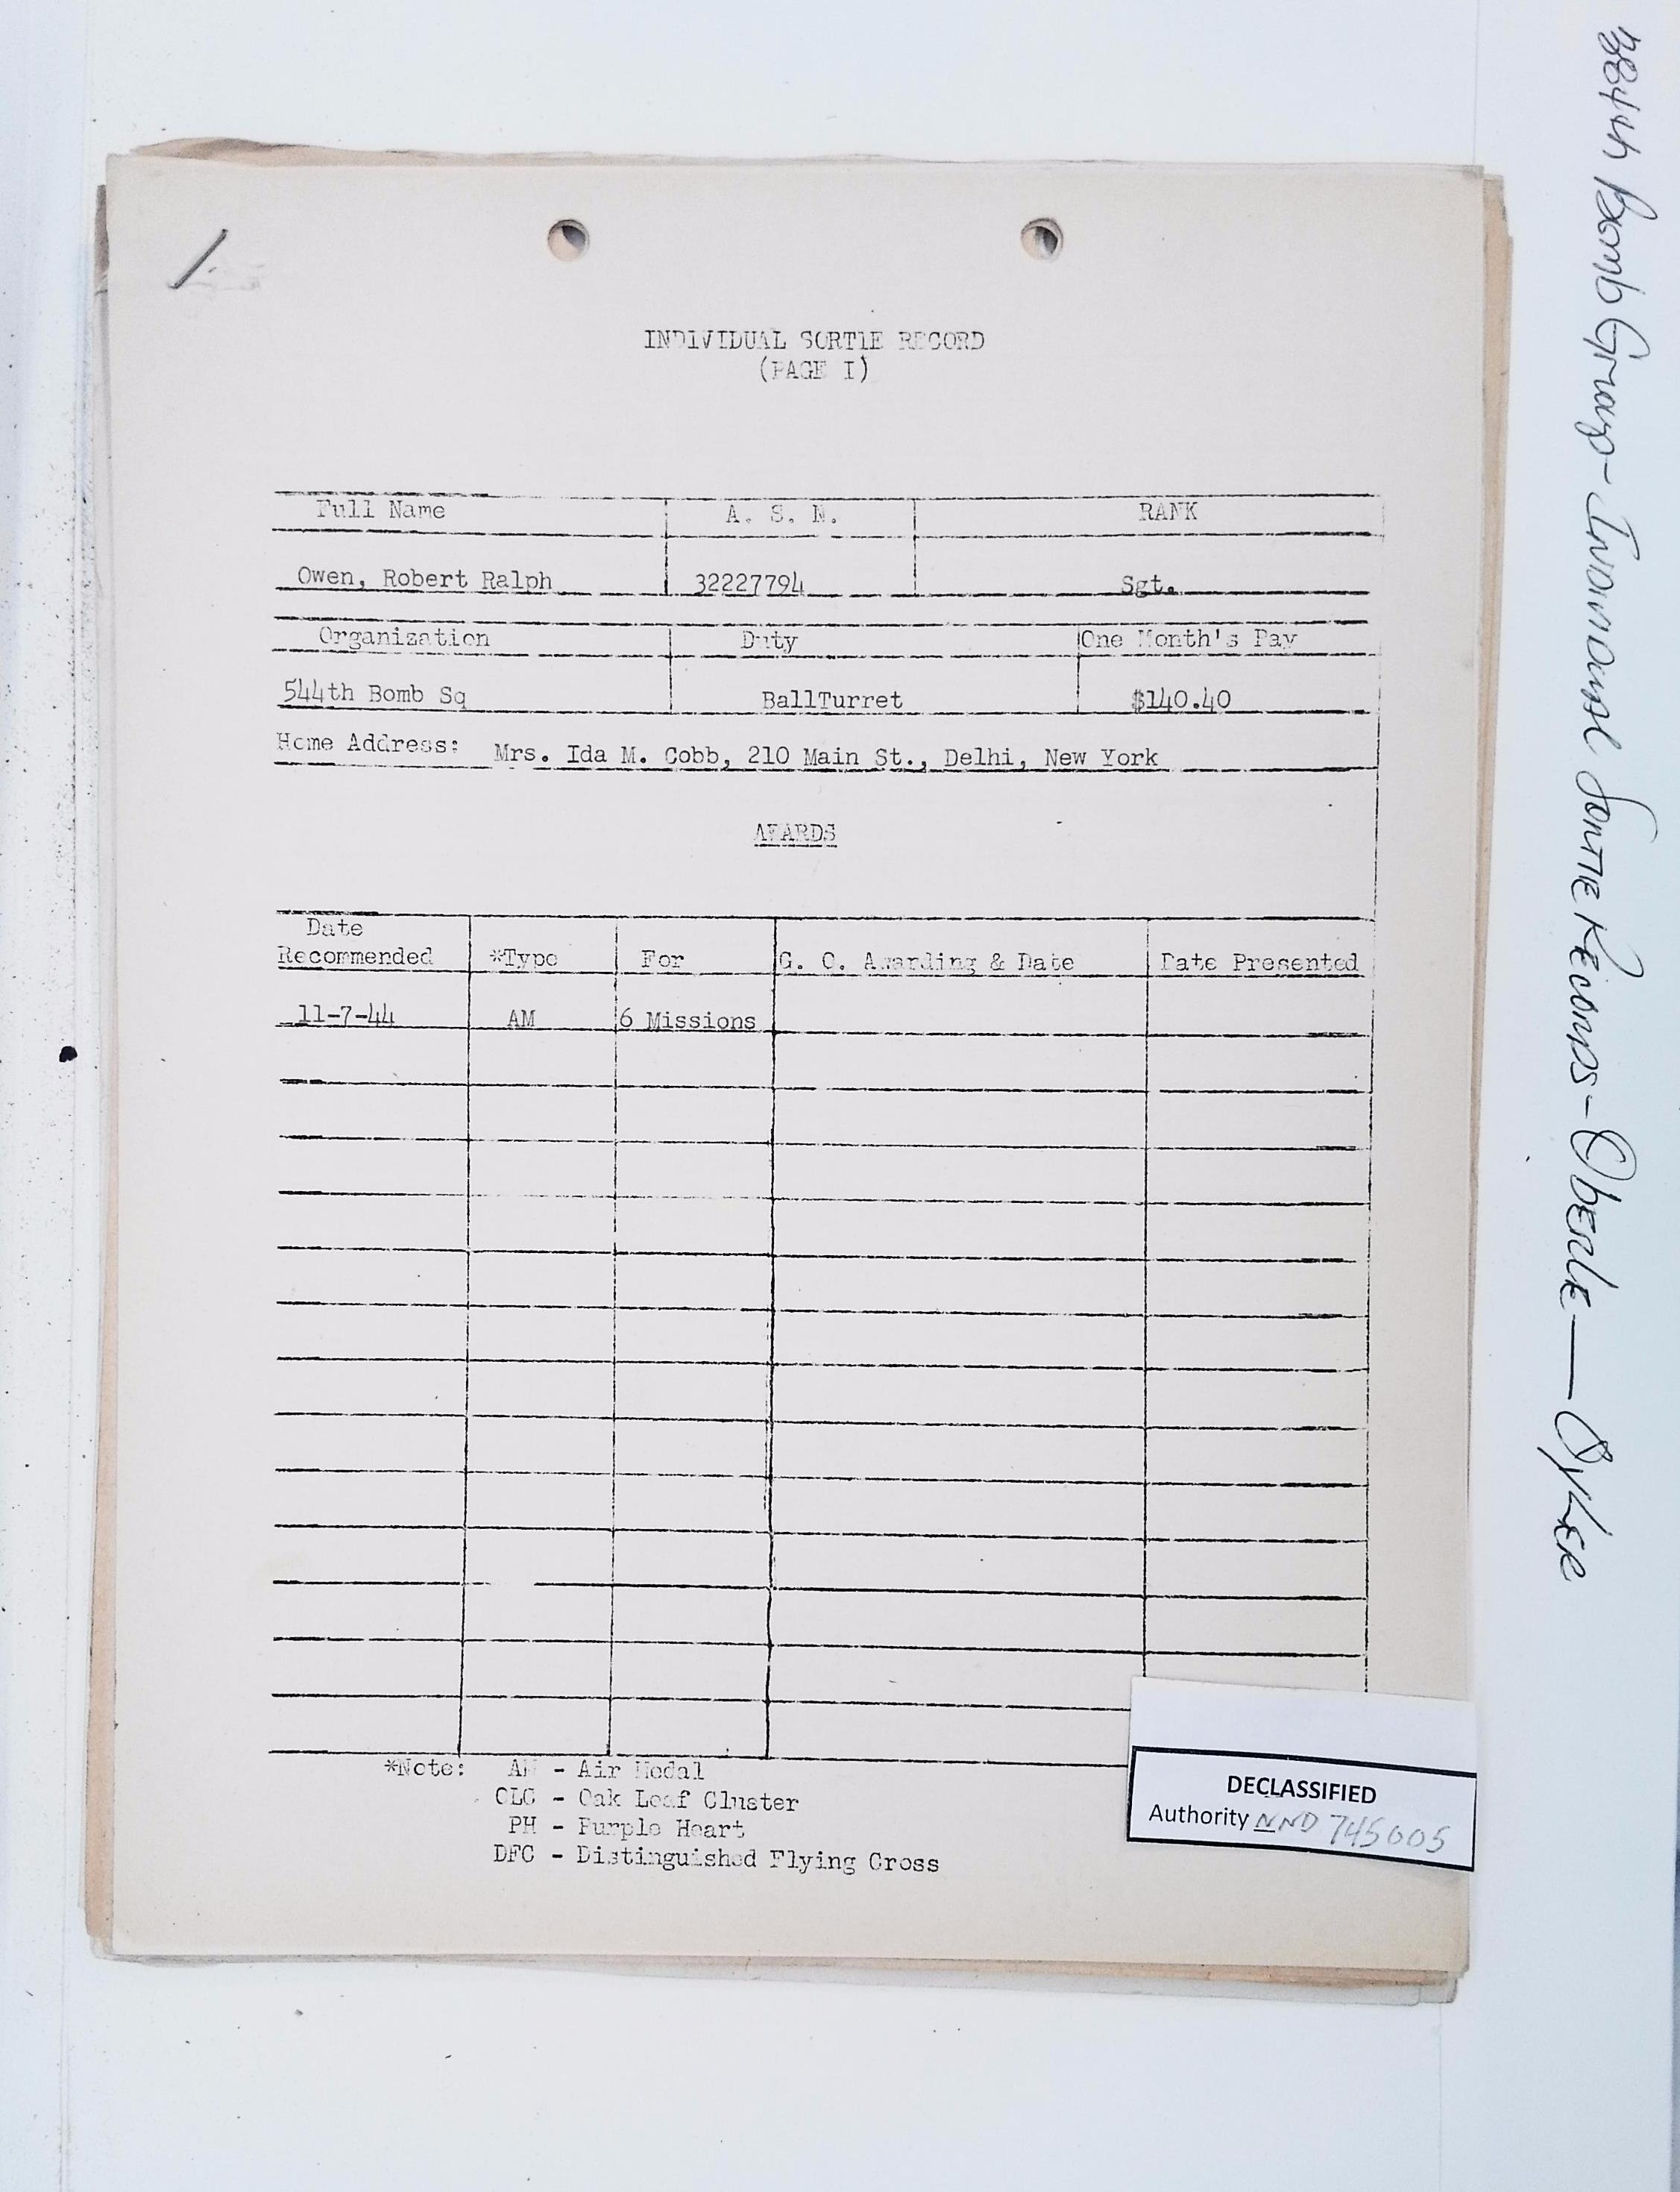 384th Bomb Group - Individual Sortie Records - Oberle — Oyler
INDIVIDUAL SORTIE RECORD
(PAGE I)
Full Name A. S. N. RANK
Owen, Robert Ralph 32227794 Sgt.
Organization Duty One Month's Pay
544th Bomb Sq BallTurret $140.40
Home Address: Mrs. Ida M. Cobb, 210 Main St., Delhi, New York
AWARDS
Date
Recommended *Type For G. O. Awarding & Date Date Presented
11-7-44 AM 6 Missions
*Note: AM - Air Medal
OLC - Oak Leaf Cluster
PH - Purple Heart
DFC - Distinguished Flying Cross
DECLASSIFIED
Authority NND 745005